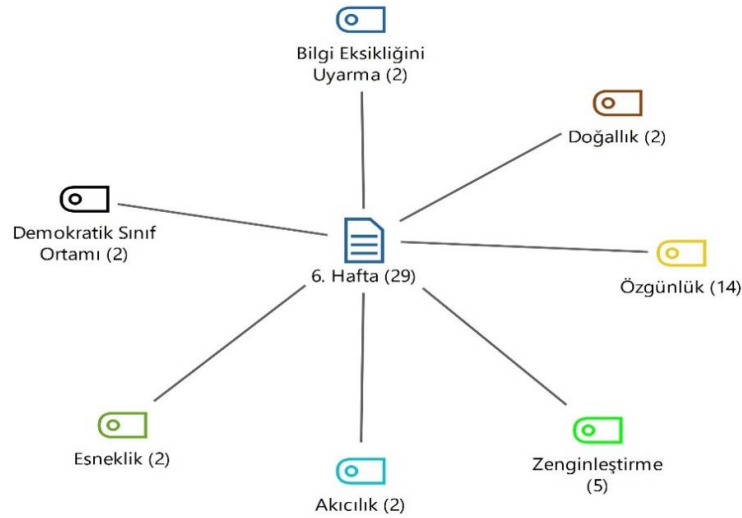 Bilgi Eksikliğini
Uyarma (2)
Doğallık (2)
Demokratik Sınıf
Ortamı (2)
6. Hafta (29)
Özgünlük (14)
Esneklik (2)
Akıcılık (2)
Zenginleştirme
(5)